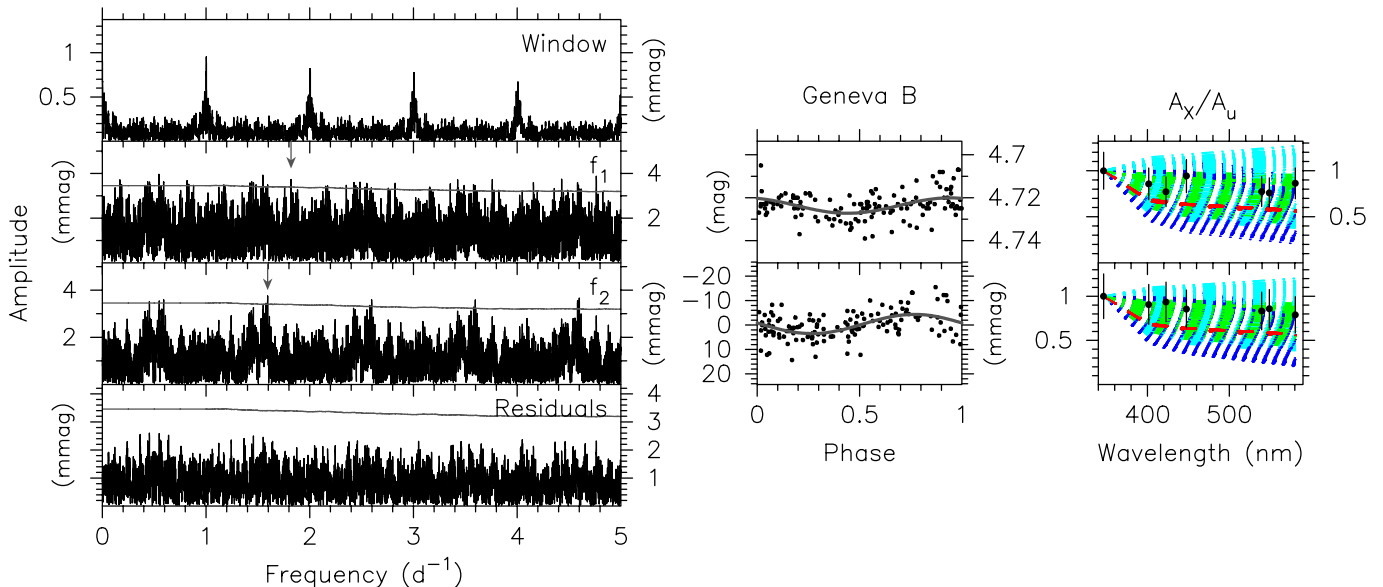 Window
1
0.5
(mmag)
f1
4
2
(mmag)
f2
4
2
(mmag)
Residuals
4
3
2
1
(mmag)
Amplitude
0 1 2 3 4 5
Frequency (d⁻¹)
Geneva B
4.7
4.72
4.74
(mag)
−20
−10
0
10
20
(mmag)
0 0.5 1
Phase
Ax/Au
1
0.5
1
0.5
400 500
Wavelength (nm)